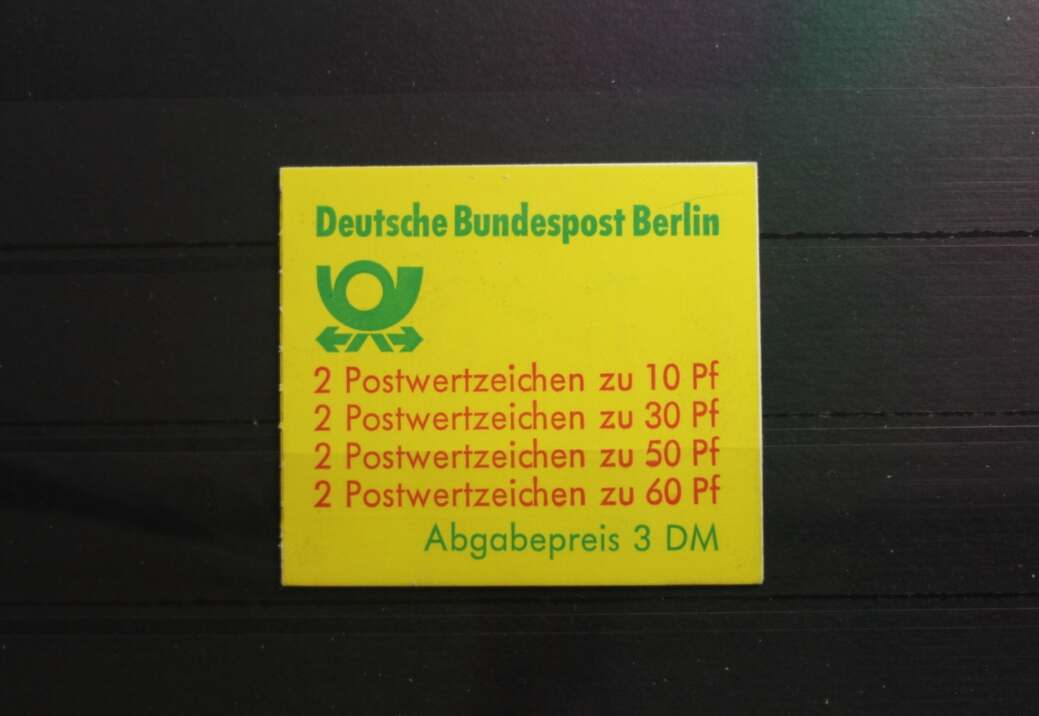 Deutsche Bundespost Berlin
2 Postwertzeichen zu 10 Pf
2 Postwertzeichen zu 30 Pf
2 Postwertzeichen zu 50 Pf
2 Postwertzeichen zu 60 Pf
Abgabepreis 3 DM